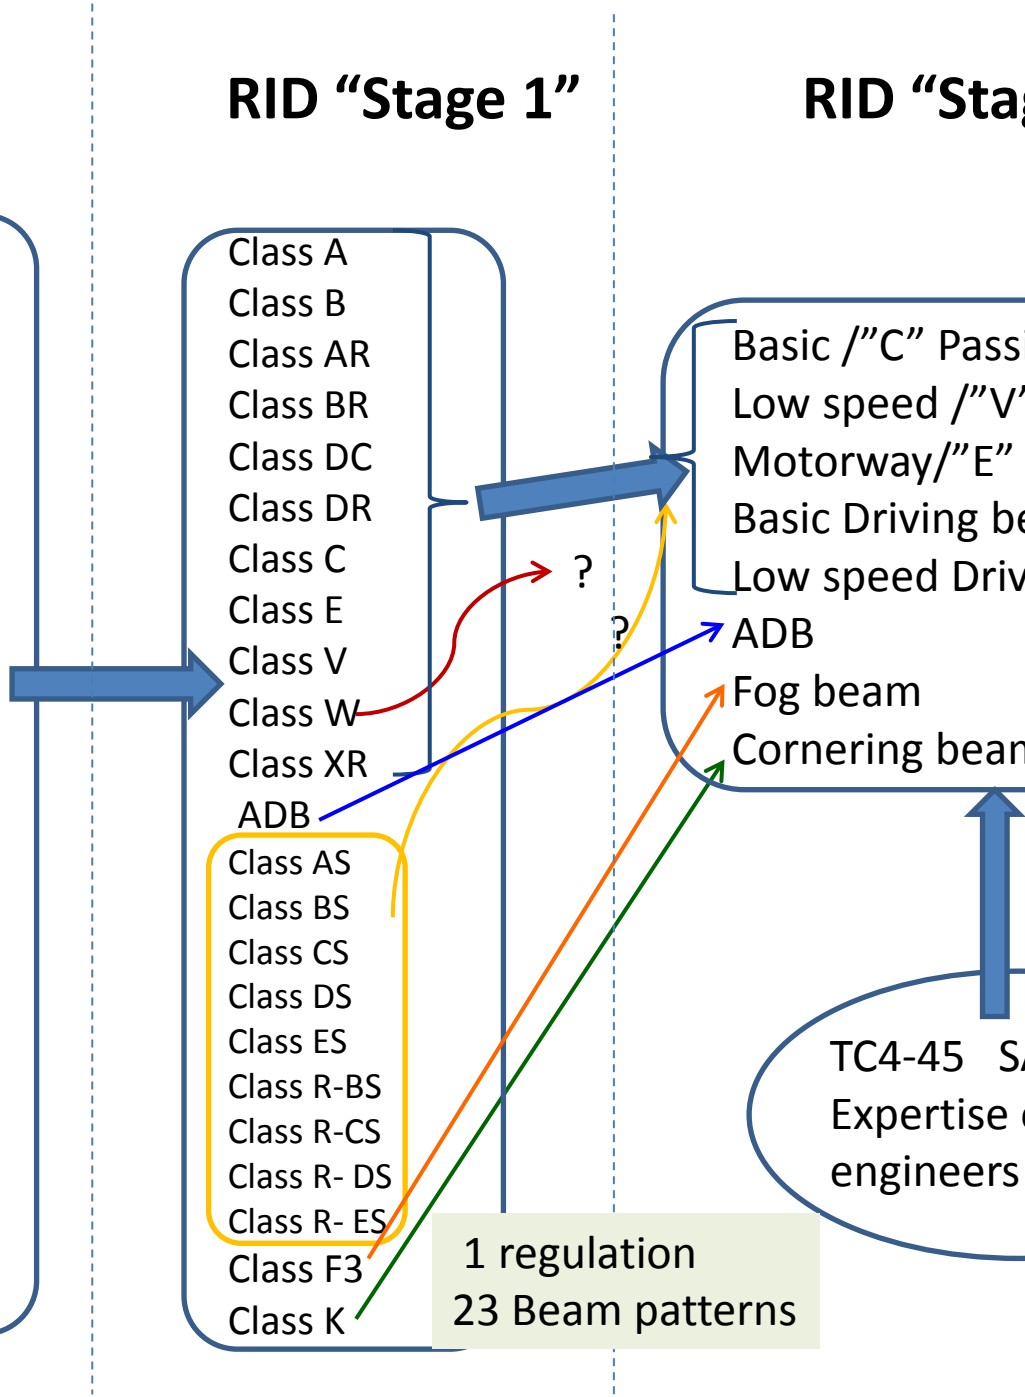 RID “Stage 1”
RID “Stag
Class A
Class B
Class AR
Class BR
Class DC
Class DR
Class C
Class E
Class V
Class W
Class XR
ADB
Class AS
Class BS
Class CS
Class DS
Class ES
Class R-BS
Class R-CS
Class R- DS
Class R- ES
Class F3
Class K
?
?
Basic /”C” Passi
Low speed /”V”
Motorway/”E”
Basic Driving be
Low speed Driv
ADB
Fog beam
Cornering beam
TC4-45 SA
Expertise
engineers
1 regulation
23 Beam patterns